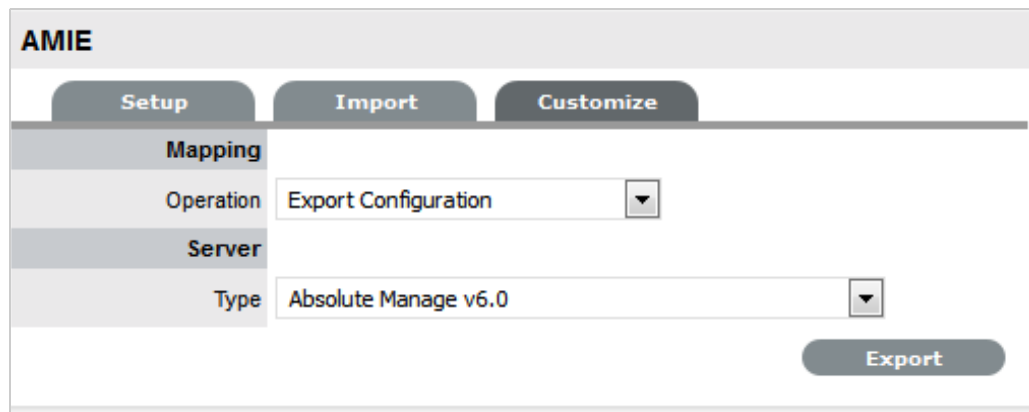 AMIE
Setup Import Customize
Mapping
Operation Export Configuration
Server
Type Absolute Manage v6.0
Export